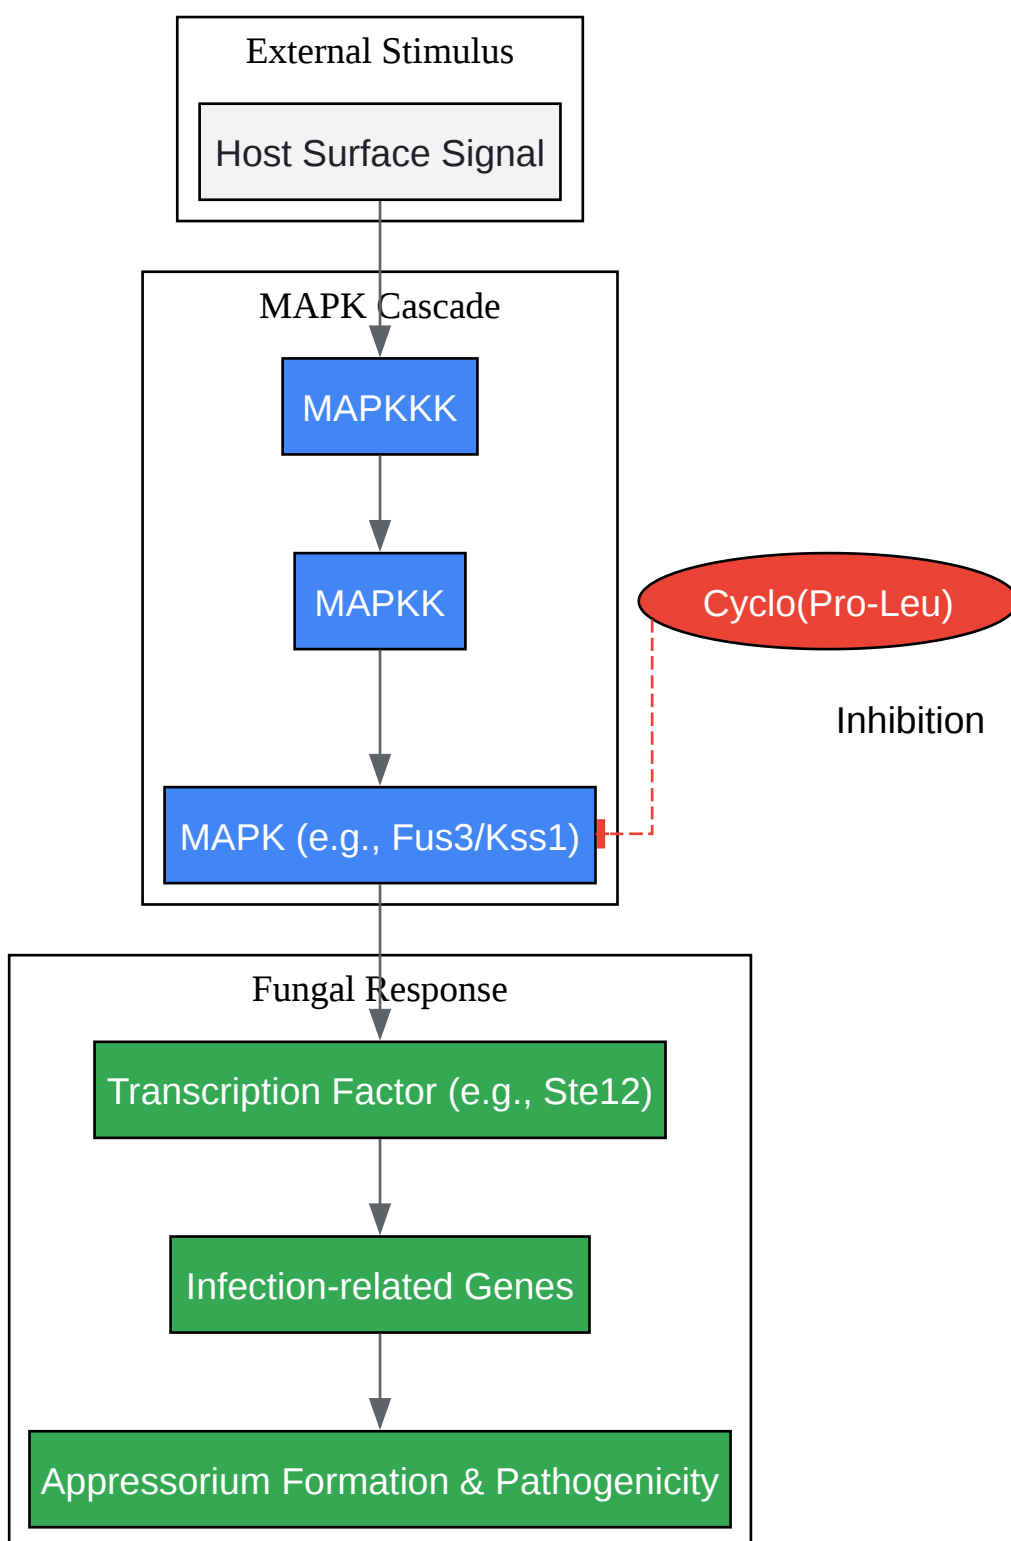 External Stimulus
Host Surface Signal
MAPK Cascade
MAPKKK
MAPKK
Cyclo(Pro-Leu)
Inhibition
MAPK (e.g., Fus3/Kss1)
Fungal Response
Transcription Factor (e.g., Ste12)
Infection-related Genes
Appressorium Formation & Pathogenicity